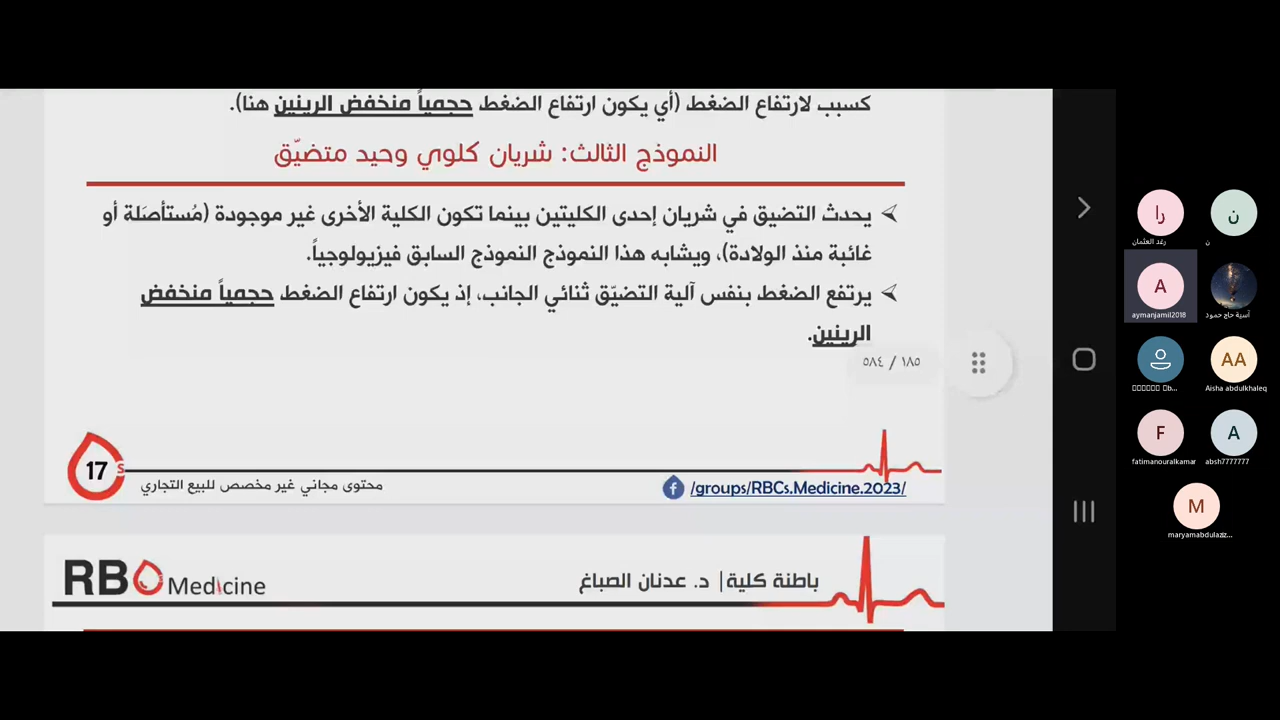 كسبب لارتفاع الضغط (أي يكون ارتفاع الضغط حجمياً منخفض الرينين هنا).
النموذج الثالث: شريان كلوي وحيد متضيّق
يحدث التضيق في شريان إحدى الكليتين بينما تكون الكلية الأخرى غير موجودة (مُستأصَلة أو
غائبة منذ الولادة)، ويشابه هذا النموذج النموذج السابق فيزيولوجياً.
يرتفع الضغط بنفس آلية التضيّق ثنائي الجانب، إذ يكون ارتفاع الضغط حجمياً منخفض
الرينين.
١٨٥ / ٥٨٤
17
محتوى مجاني غير مخصص للبيع التجاري
/groups/RBCs.Medicine.2023/
RB Medicine
باطنة كلية | د. عدنان الصباغ
را
رغد العثمان
ن
ن
A
aymanjamil2018
آسية حاج حمود
AA
Aisha abdulkhaleq
F
fatimanouralkamar
A
absh7777777
M
maryamabdulaziz...